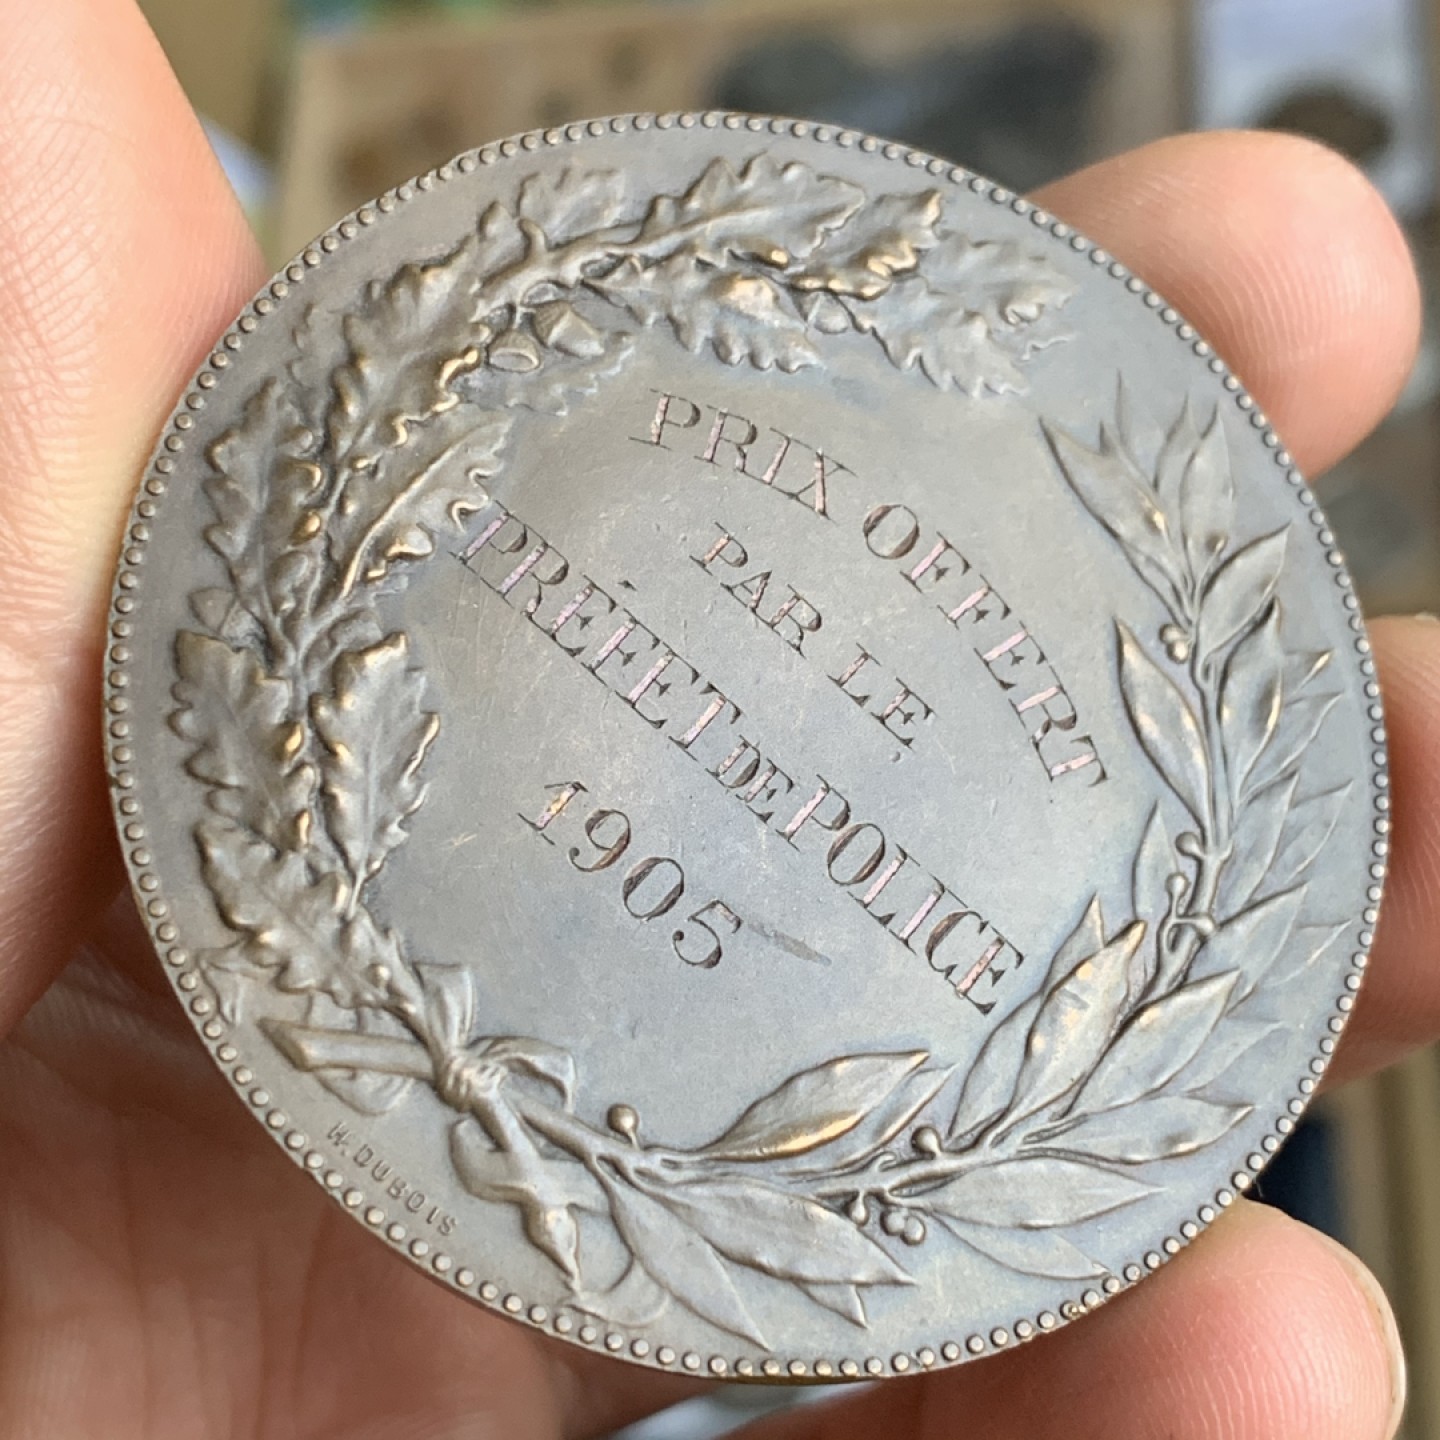 PRIX OFFERT
PAR LE
PRÉFET DE POLICE
1905
H. DUBOIS